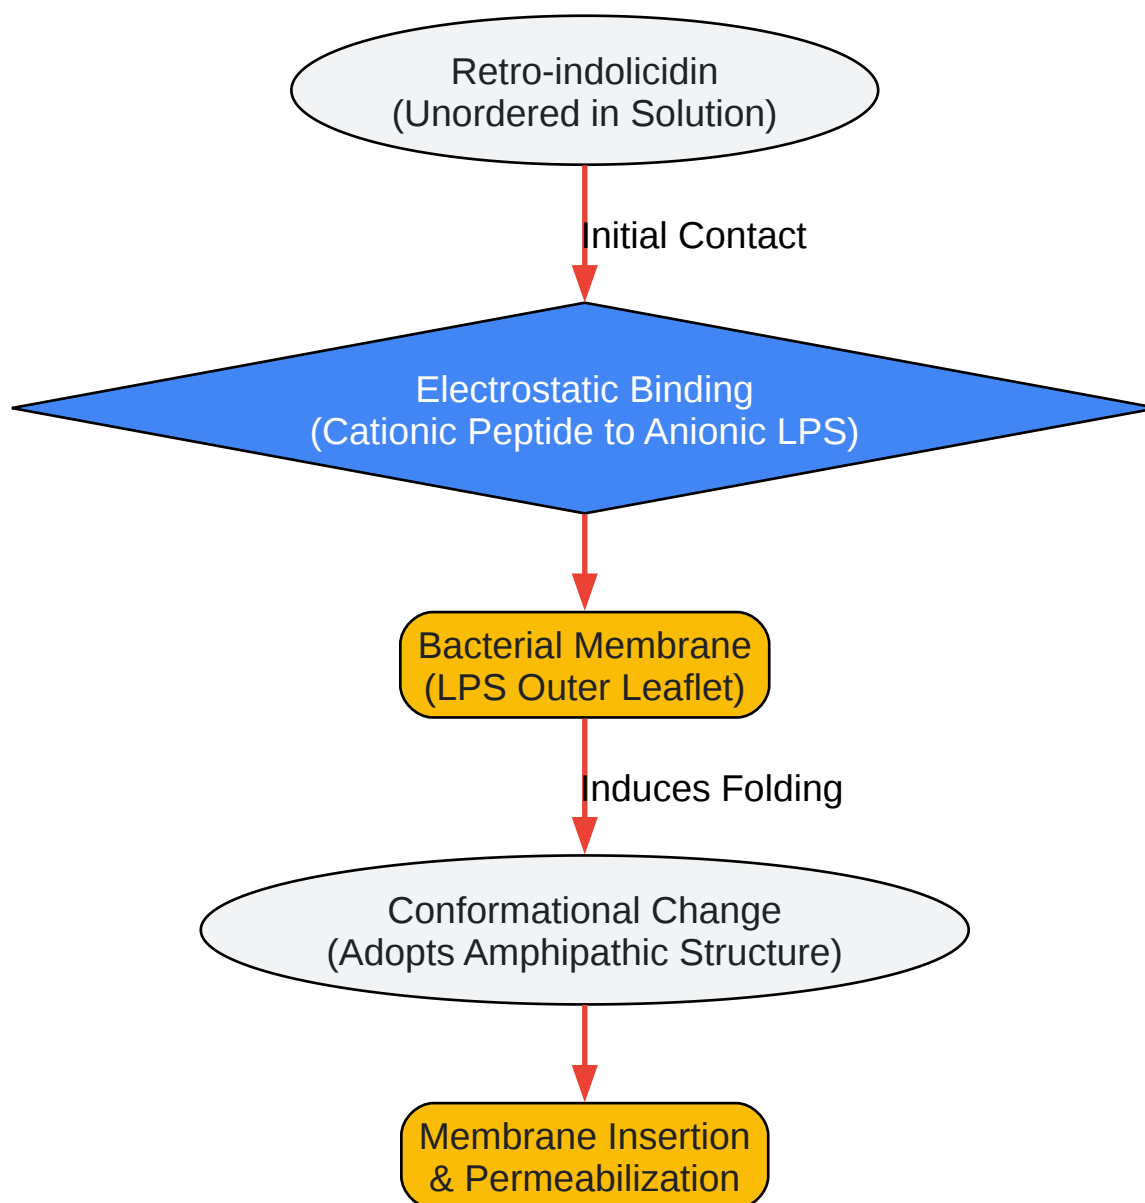 Retro-indolicidin
(Unordered in Solution)
Initial Contact
Electrostatic Binding
(Cationic Peptide to Anionic LPS)
Bacterial Membrane
(LPS Outer Leaflet)
Induces Folding
Conformational Change
(Adopts Amphipathic Structure)
Membrane Insertion
& Permeabilization